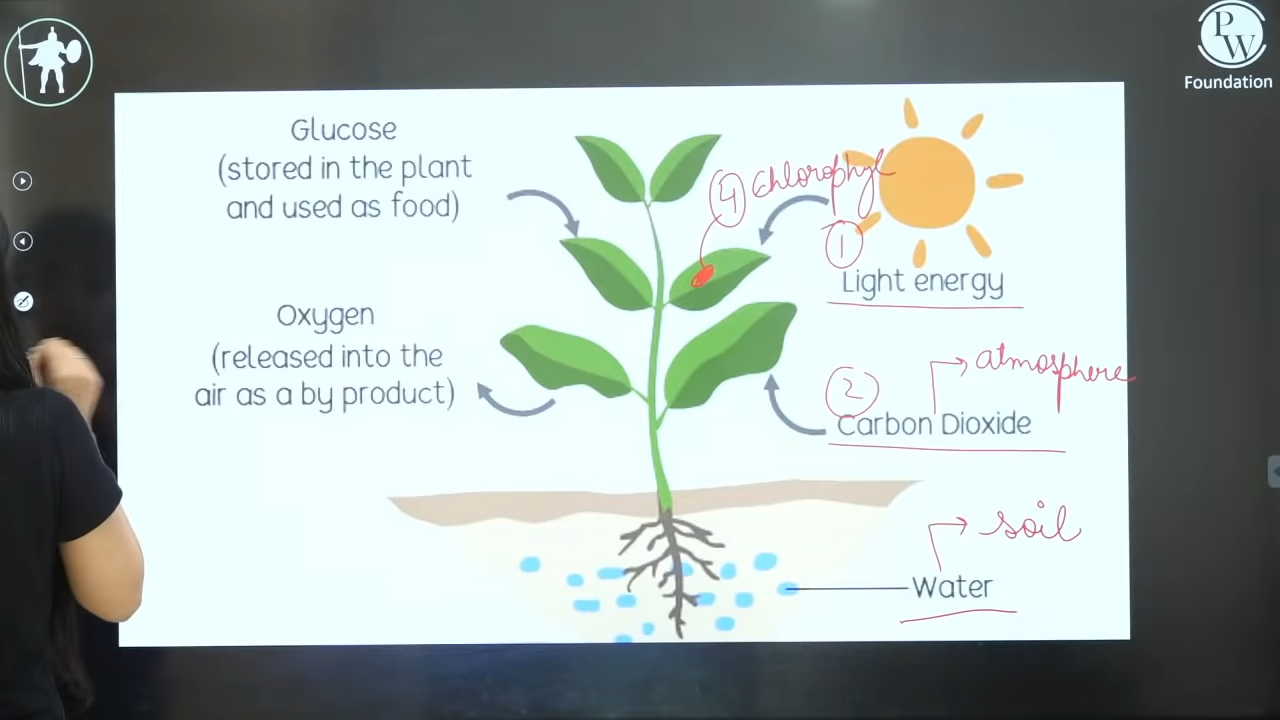 PW
Foundation
Glucose
(stored in the plant
and used as food)
④ Chlorophyl
①
Light energy
Oxygen
(released into the
air as a by product)
→ atmosphere
②
Carbon Dioxide
→ soil
Water